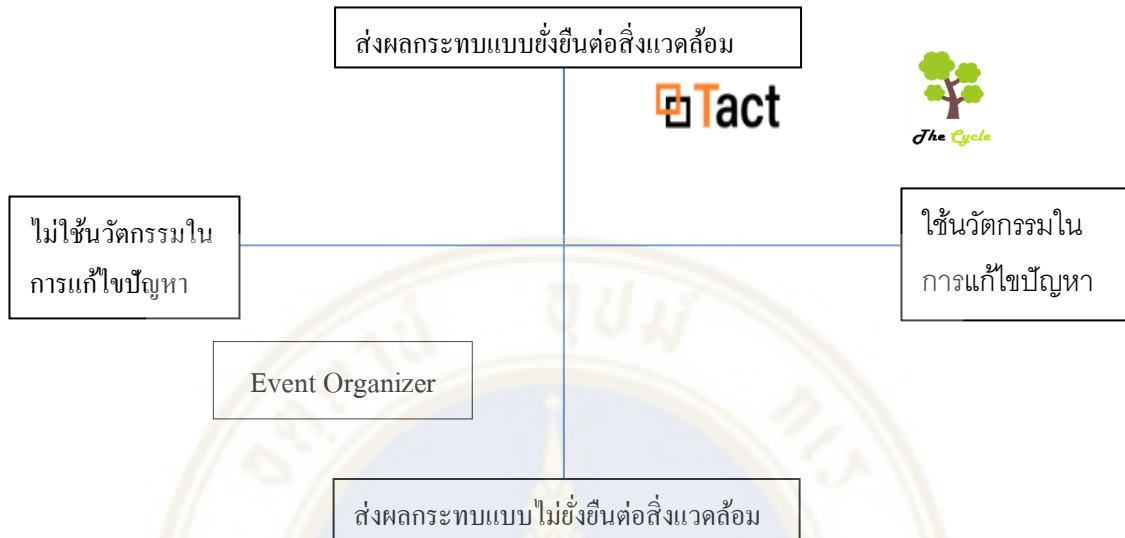 ส่งผลกระทบแบบยั่งยืนต่อสิ่งแวดล้อม
Tact
The Cycle
ไม่ใช้นวัตกรรมใน
การแก้ไขปัญหา
ใช้นวัตกรรมใน
การแก้ไขปัญหา
อุปมํ
Event Organizer
ส่งผลกระทบแบบไม่ยั่งยืนต่อสิ่งแวดล้อม